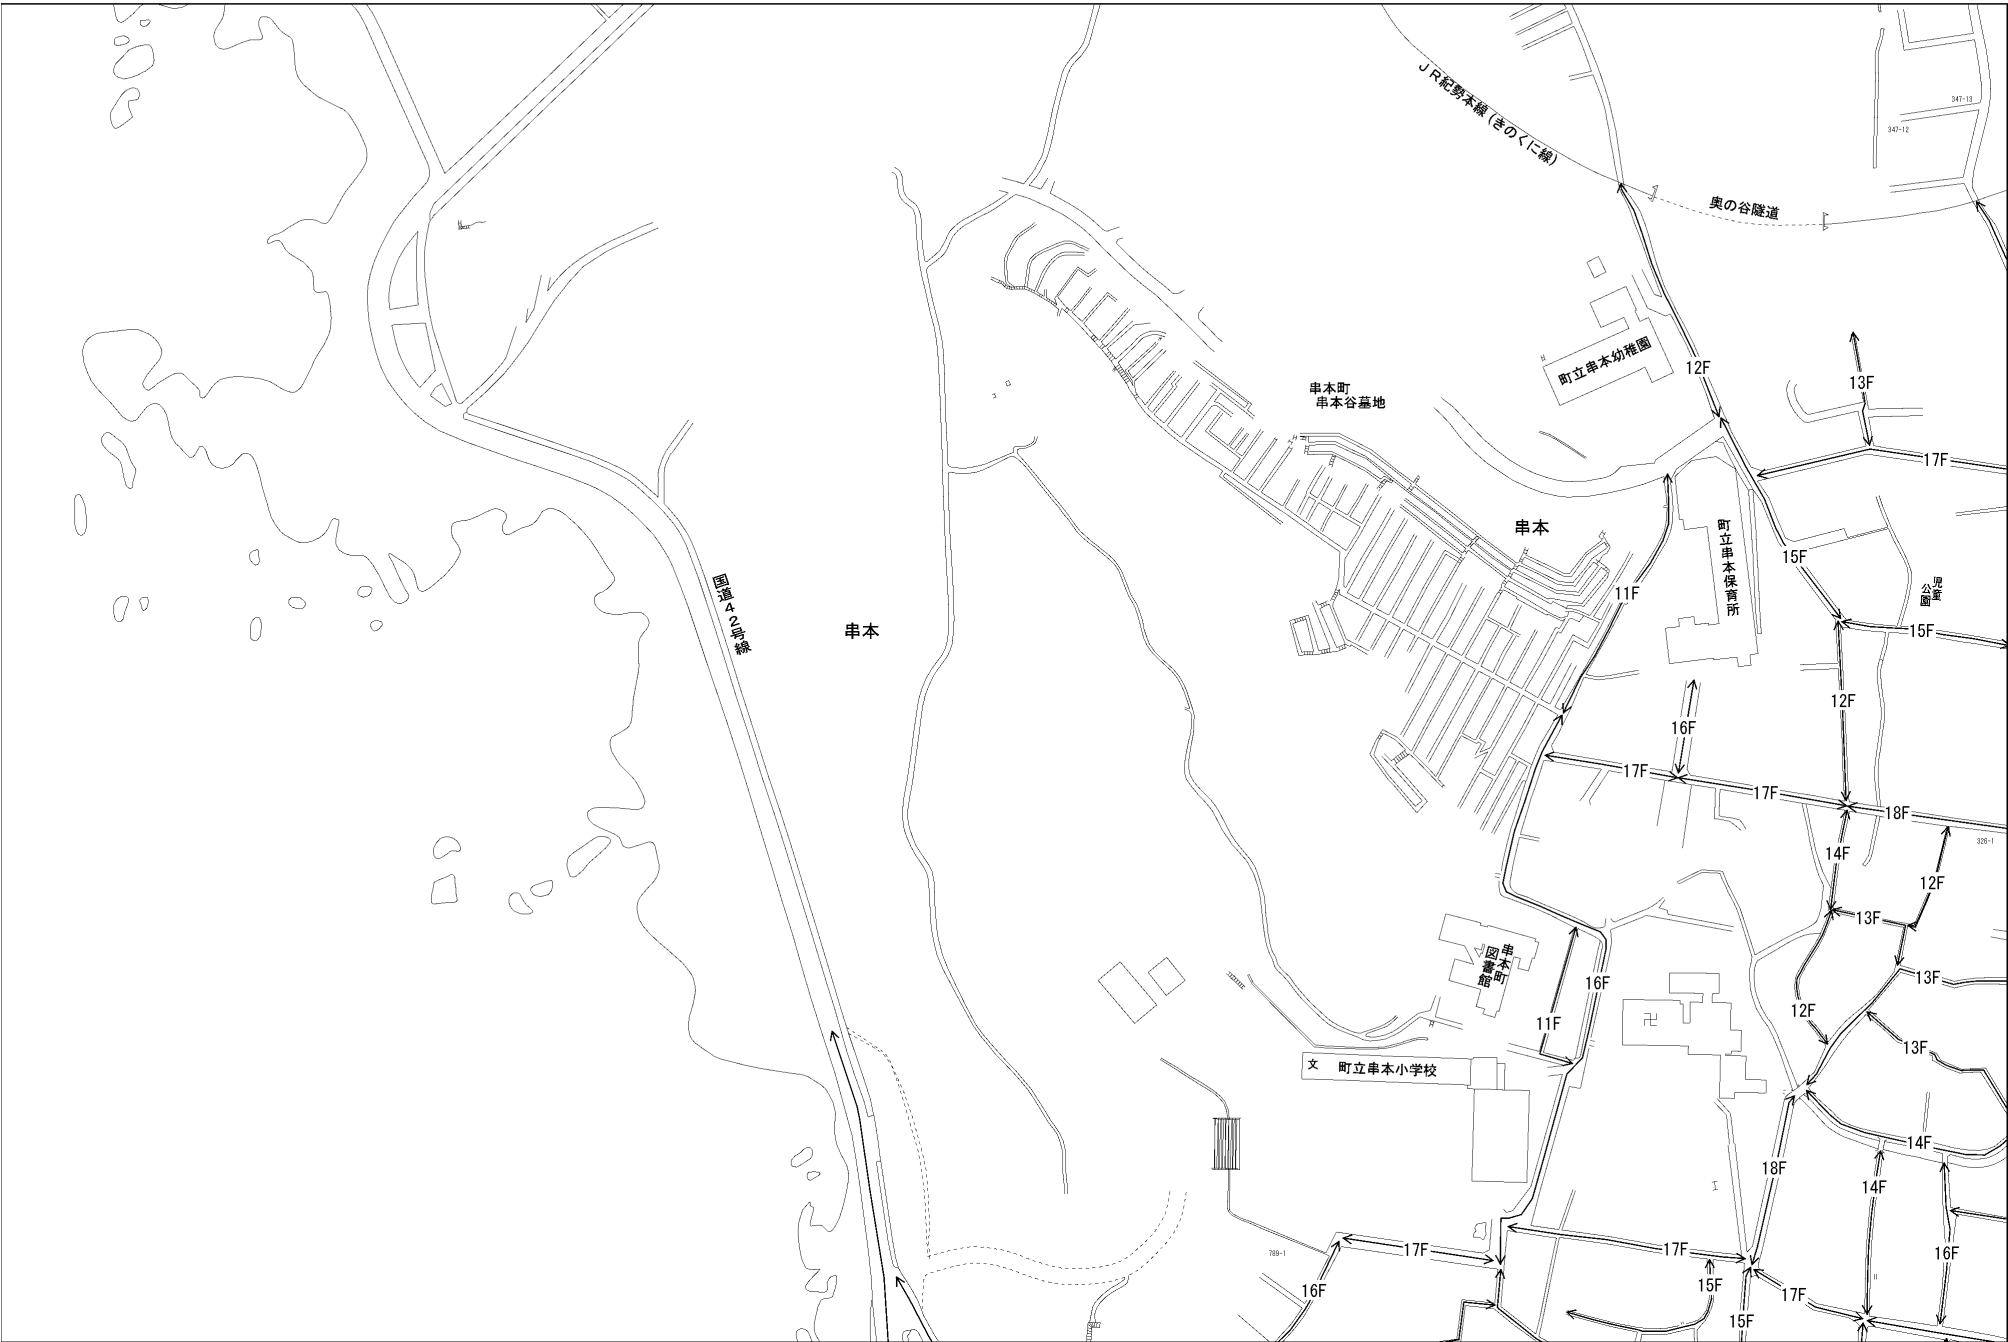 347-13
347-12
JR紀勢本線(きのくに線)
奥の谷隧道
町立串本幼稚園
12F
13F
串本町
串本谷墓地
17F
串本
町立串本保育所
15F
児童
公園
11F
国道42号線
串本
15F
12F
16F
17F
17F
18F
326-1
14F
12F
13F
串本町
図書館
16F
13F
12F
11F
卍
13F
文 町立串本小学校
14F
18F
14F
789-1
17F
17F
16F
16F
15F
17F
15F